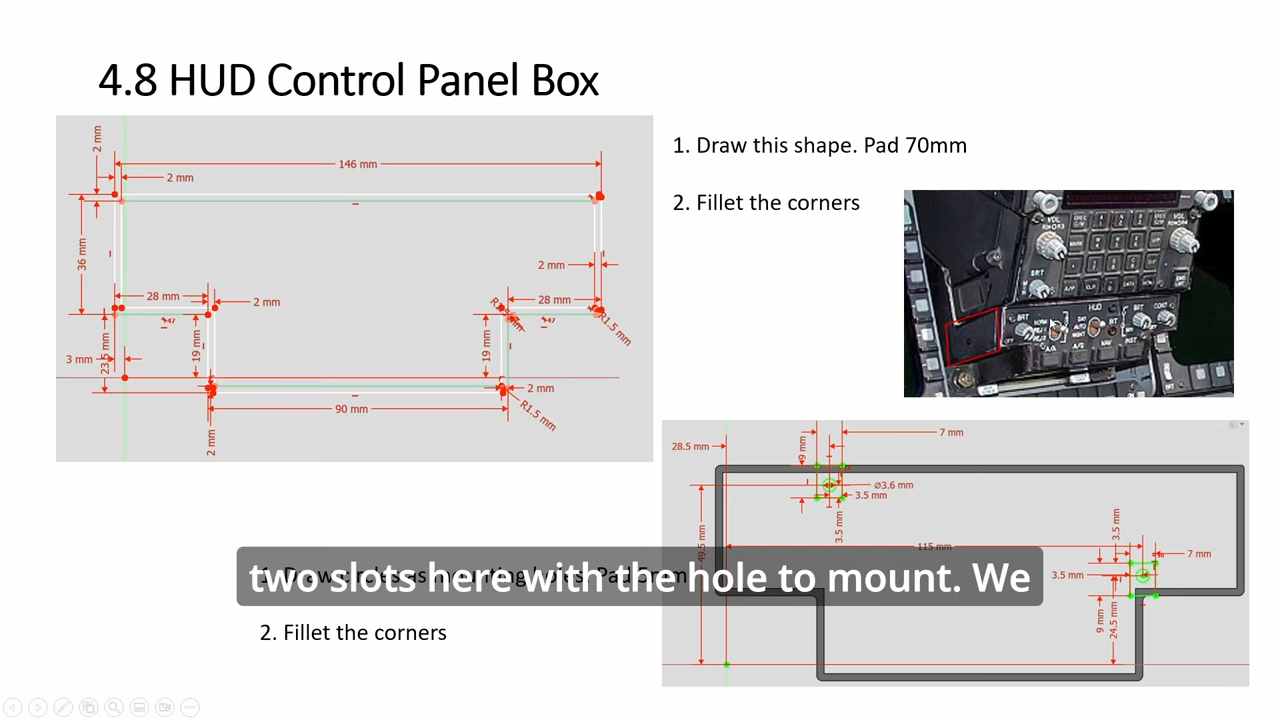 4.8 HUD Control Panel Box
1. Draw this shape. Pad 70mm
2. Fillet the corners
2 mm
146 mm
2 mm
36 mm
2 mm
28 mm
2 mm
28 mm
R1.5 mm
3 mm
19 mm
19 mm
2 mm
90 mm
R1.5 mm
2 mm
BRT
BRT
CONT
7 mm
28.5 mm
9 mm
⌀3.6 mm
3.5 mm
3.5 mm
49.5 mm
115 mm
3.5 mm
7 mm
3.5 mm
9 mm
24.5 mm
two slots here with the hole to mount. We
2. Fillet the corners